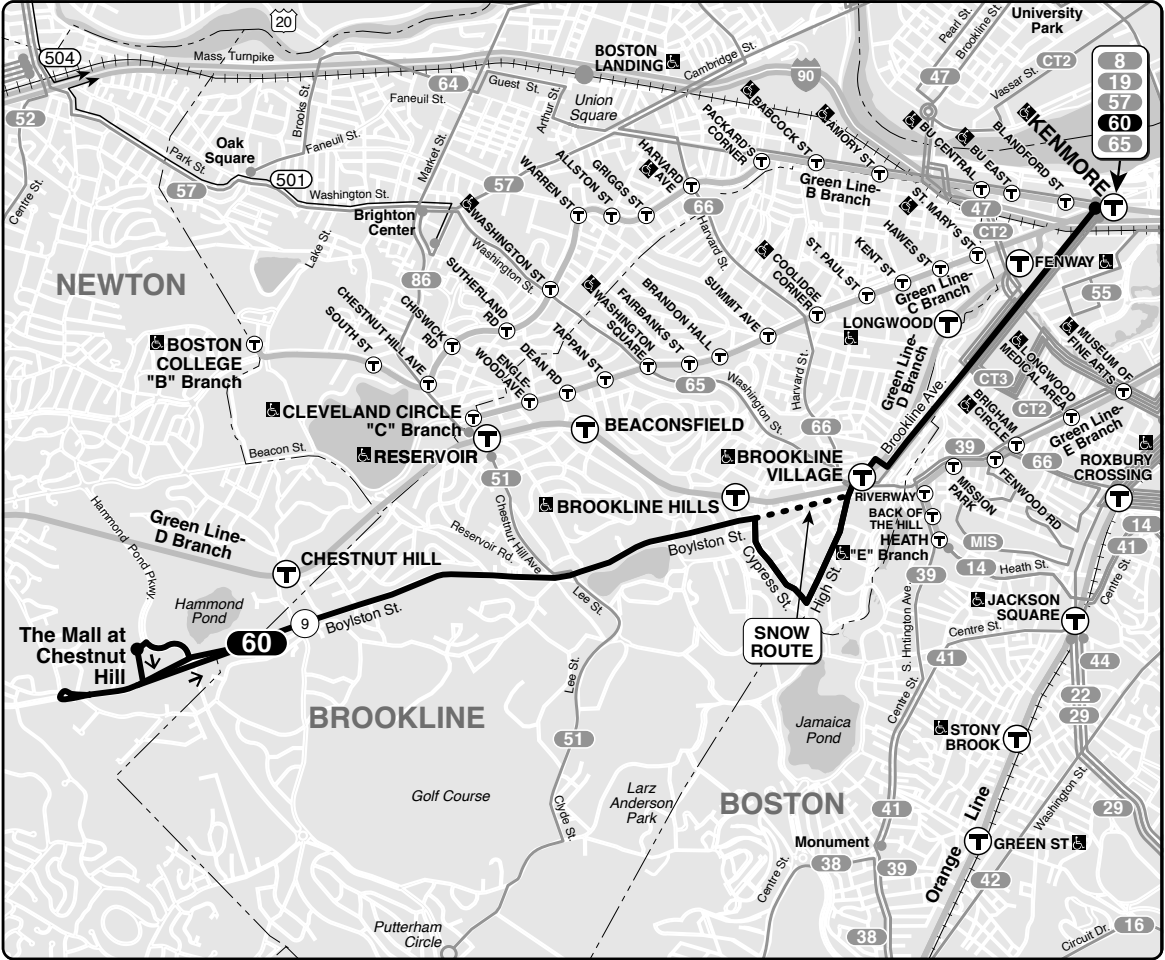 20
504
Mass. Turnpike
BOSTON
LANDING
Cambridge St.
90
Pearl St.
Brookline St.
University
Park
CT2
47
Vassar St.
8
19
57
60
65
64
Guest St.
Faneuil St.
Arthur St.
Union
Square
Brooks St.
52
Oak
Square
Faneuil St.
Market St.
Park St.
501
57
Washington St.
Centre St.
Brighton
Center
57
WARREN ST
ALLSTON ST
GRIGGS ST
HARVARD
AVE
PACKARD'S
CORNER
BABCOCK ST
AMORY ST
BU CENTRAL
BU EAST
BLANDFORD ST
KENMORE
Green Line-
B Branch
66
47
CT2
Harvard St.
ST. MARY'S ST
HAWES ST
KENT ST
ST. PAUL ST
COOLIDGE
CORNER
SUMMIT AVE
BRANDON HALL
FAIRBANKS ST
WASHINGTON
SQUARE
TAPPAN ST
DEAN RD
ENGLE-
WOOD AVE
Green Line-
C Branch
FENWAY
55
LONGWOOD
Green Line-
D Branch
Lake St.
86
WASHINGTON ST
Washington St.
SUTHERLAND
RD
CHISWICK
RD
CHESTNUT HILL AVE
SOUTH ST
NEWTON
BOSTON
COLLEGE
"B" Branch
CLEVELAND CIRCLE
"C" Branch
RESERVOIR
BEACONSFIELD
65
Washington St.
Harvard St.
66
Brookline Ave.
MUSEUM OF
FINE ARTS
LONGWOOD
MEDICAL AREA
CT3
CT2
BRIGHAM
CIRCLE
Green Line-
E Branch
39
66
ROXBURY
CROSSING
FENWOOD RD
MISSION
PARK
RIVERWAY
BACK OF
THE HILL
HEATH
"E" Branch
BROOKLINE
VILLAGE
BROOKLINE HILLS
Beacon St.
51
Chestnut Hill Ave
Reservoir Rd.
Hammond Pond Pkwy.
Green Line-
D Branch
CHESTNUT HILL
Hammond
Pond
Boylston St.
Cypress St.
High St.
SNOW
ROUTE
MIS
14
Heath St.
39
14
41
Centre St.
JACKSON
SQUARE
Centre St.
41
S. Hntington Ave.
Centre St.
44
22
29
The Mall at
Chestnut
Hill
60
9
Boylston St.
Lee St.
Lee St.
51
BROOKLINE
Golf Course
Clyde St.
Larz
Anderson
Park
Jamaica
Pond
BOSTON
STONY
BROOK
41
Monument
38
39
Centre St.
Orange Line
GREEN ST
42
Washington St.
29
Putterham
Circle
38
16
Circuit Dr.